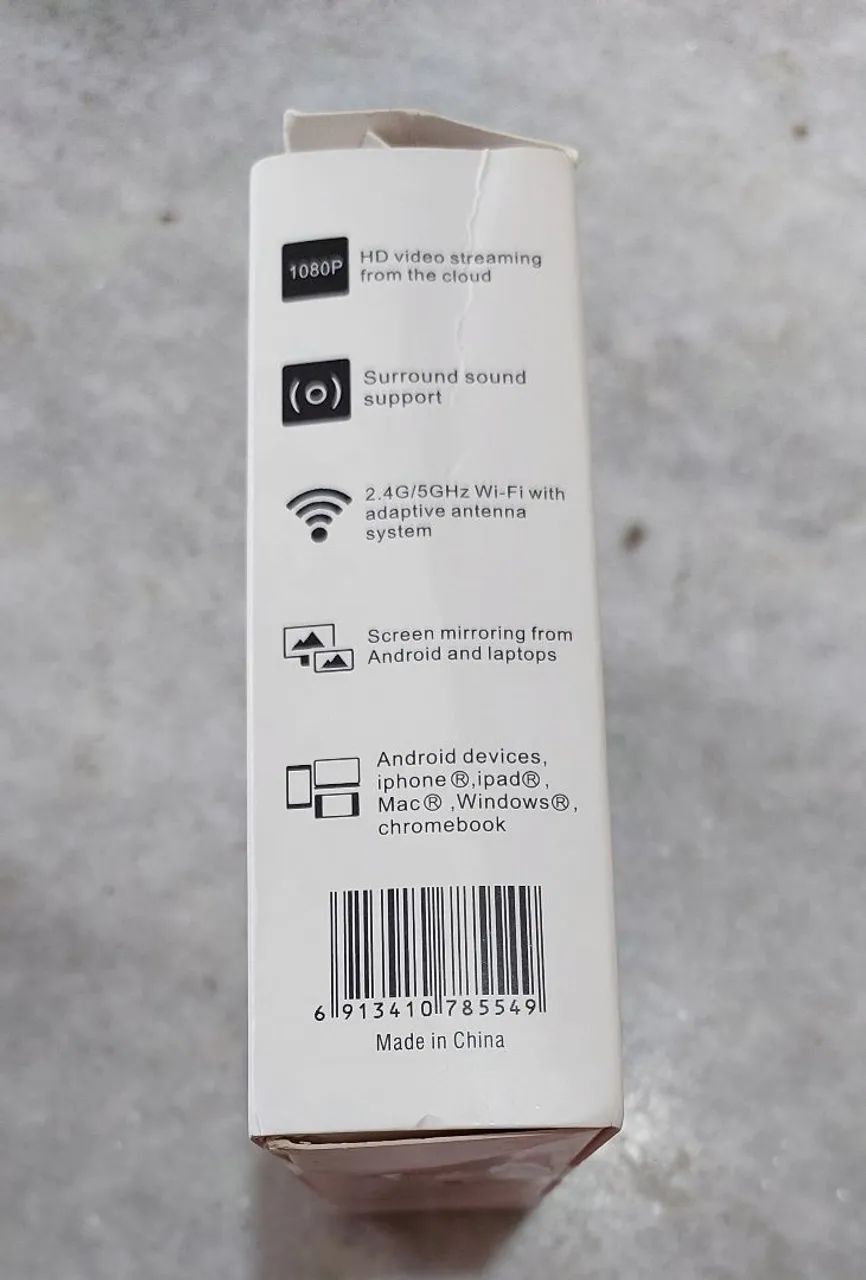 1080P
HD video streaming
from the cloud
Surround sound
support
2.4G/5GHz Wi-Fi with
adaptive antenna
system
Screen mirroring from
Android and laptops
Android devices,
iphone®,ipad®,
Mac® ,Windows®,
chromebook
6 913410 785549
Made in China